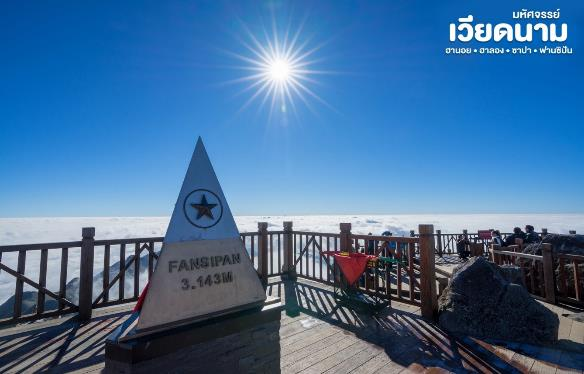 มหัศจรรย์
เวียดนาม
ฮานอย • ฮาลอง • ซาปา • ฟานซิปัน
FANSIPAN
3.143M